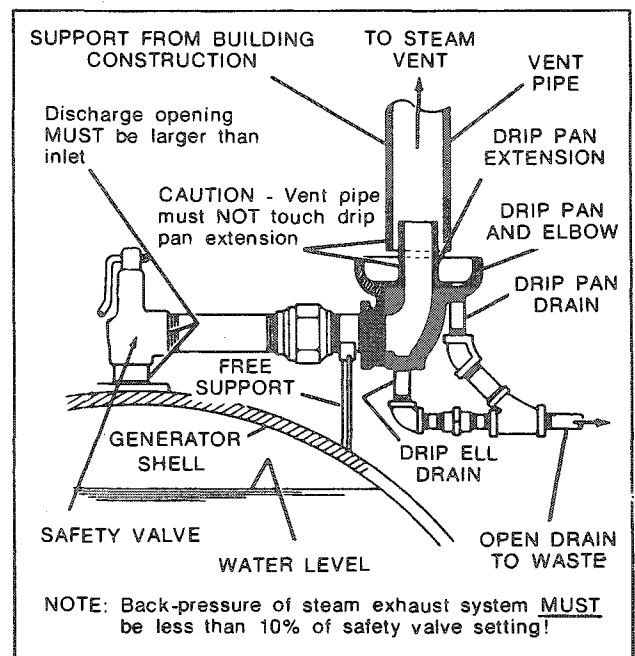 SUPPORT FROM BUILDING
CONSTRUCTION
TO STEAM
VENT
VENT
PIPE
Discharge opening
MUST be larger than
inlet
DRIP PAN
EXTENSION
CAUTION - Vent pipe
must NOT touch drip
pan extension
DRIP PAN
AND ELBOW
DRIP PAN
DRAIN
FREE
SUPPORT
GENERATOR
SHELL
DRIP ELL
DRAIN
SAFETY VALVE
WATER LEVEL
OPEN DRAIN
TO WASTE
NOTE: Back-pressure of steam exhaust system MUST
be less than 10% of safety valve setting!